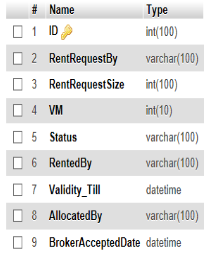 # Name Type
1 ID int(100)
2 RentRequestBy varchar(100)
3 RentRequestSize int(100)
4 VM int(10)
5 Status varchar(100)
6 RentedBy varchar(100)
7 Validity_Till datetime
8 AllocatedBy varchar(100)
9 BrokerAcceptedDate datetime